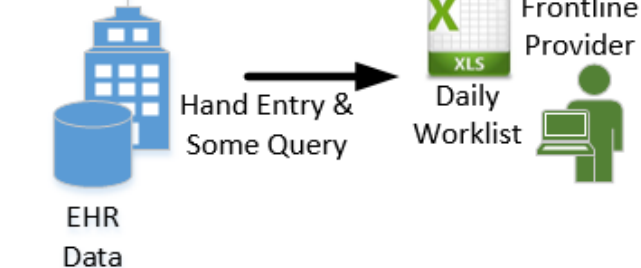 Frontline
Provider
X
XLS
Hand Entry &
Some Query
Daily
Worklist
EHR
Data